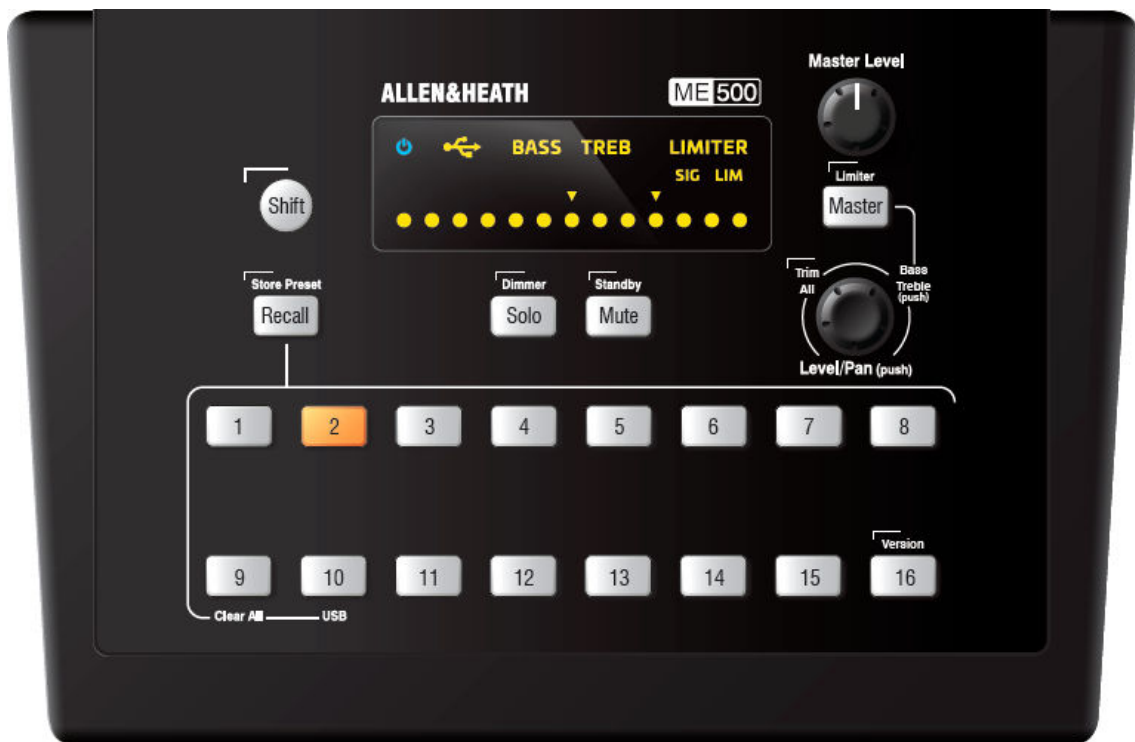 Master Level
ALLEN&HEATH
ME 500
BASS TREB LIMITER
SIG LIM
Shift
Limiter
Master
Store Preset
Recall
Dimmer
Solo
Standby
Mute
Trim
All
Bass
Treble
(push)
Level/Pan (push)
1 2 3 4 5 6 7 8
Version
9 10 11 12 13 14 15 16
Clear All USB